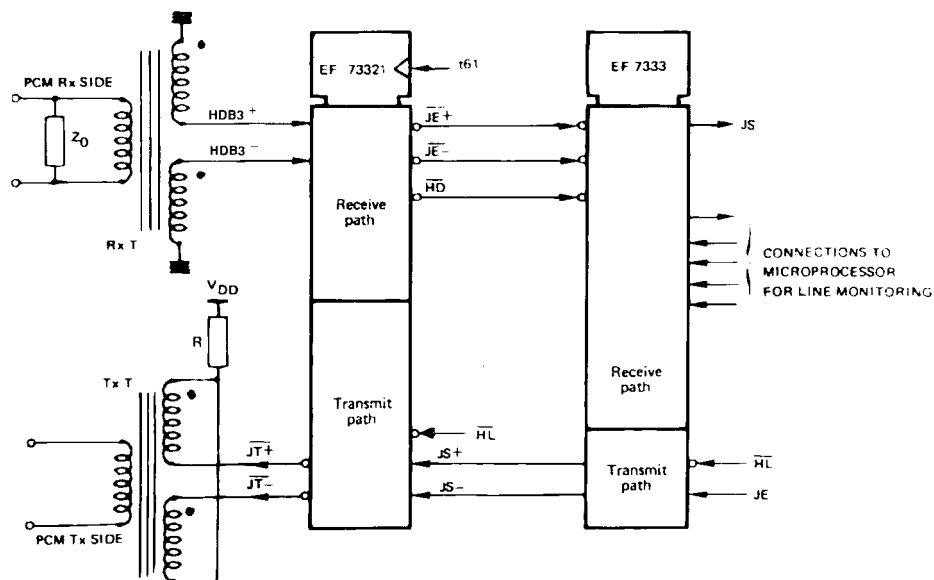 EF 73321
t61
EF 7333
PCM Rx SIDE
Z0
HDB3 +
HDB3 -
Rx T
JE+
JE-
HD
JS
Receive
path
CONNECTIONS TO
MICROPROCESSOR
FOR LINE MONITORING
VDD
R
Tx T
Transmit
path
Receive
path
HL
JT+
JS+
JT-
JS-
Transmit
path
HL
JE
PCM Tx SIDE